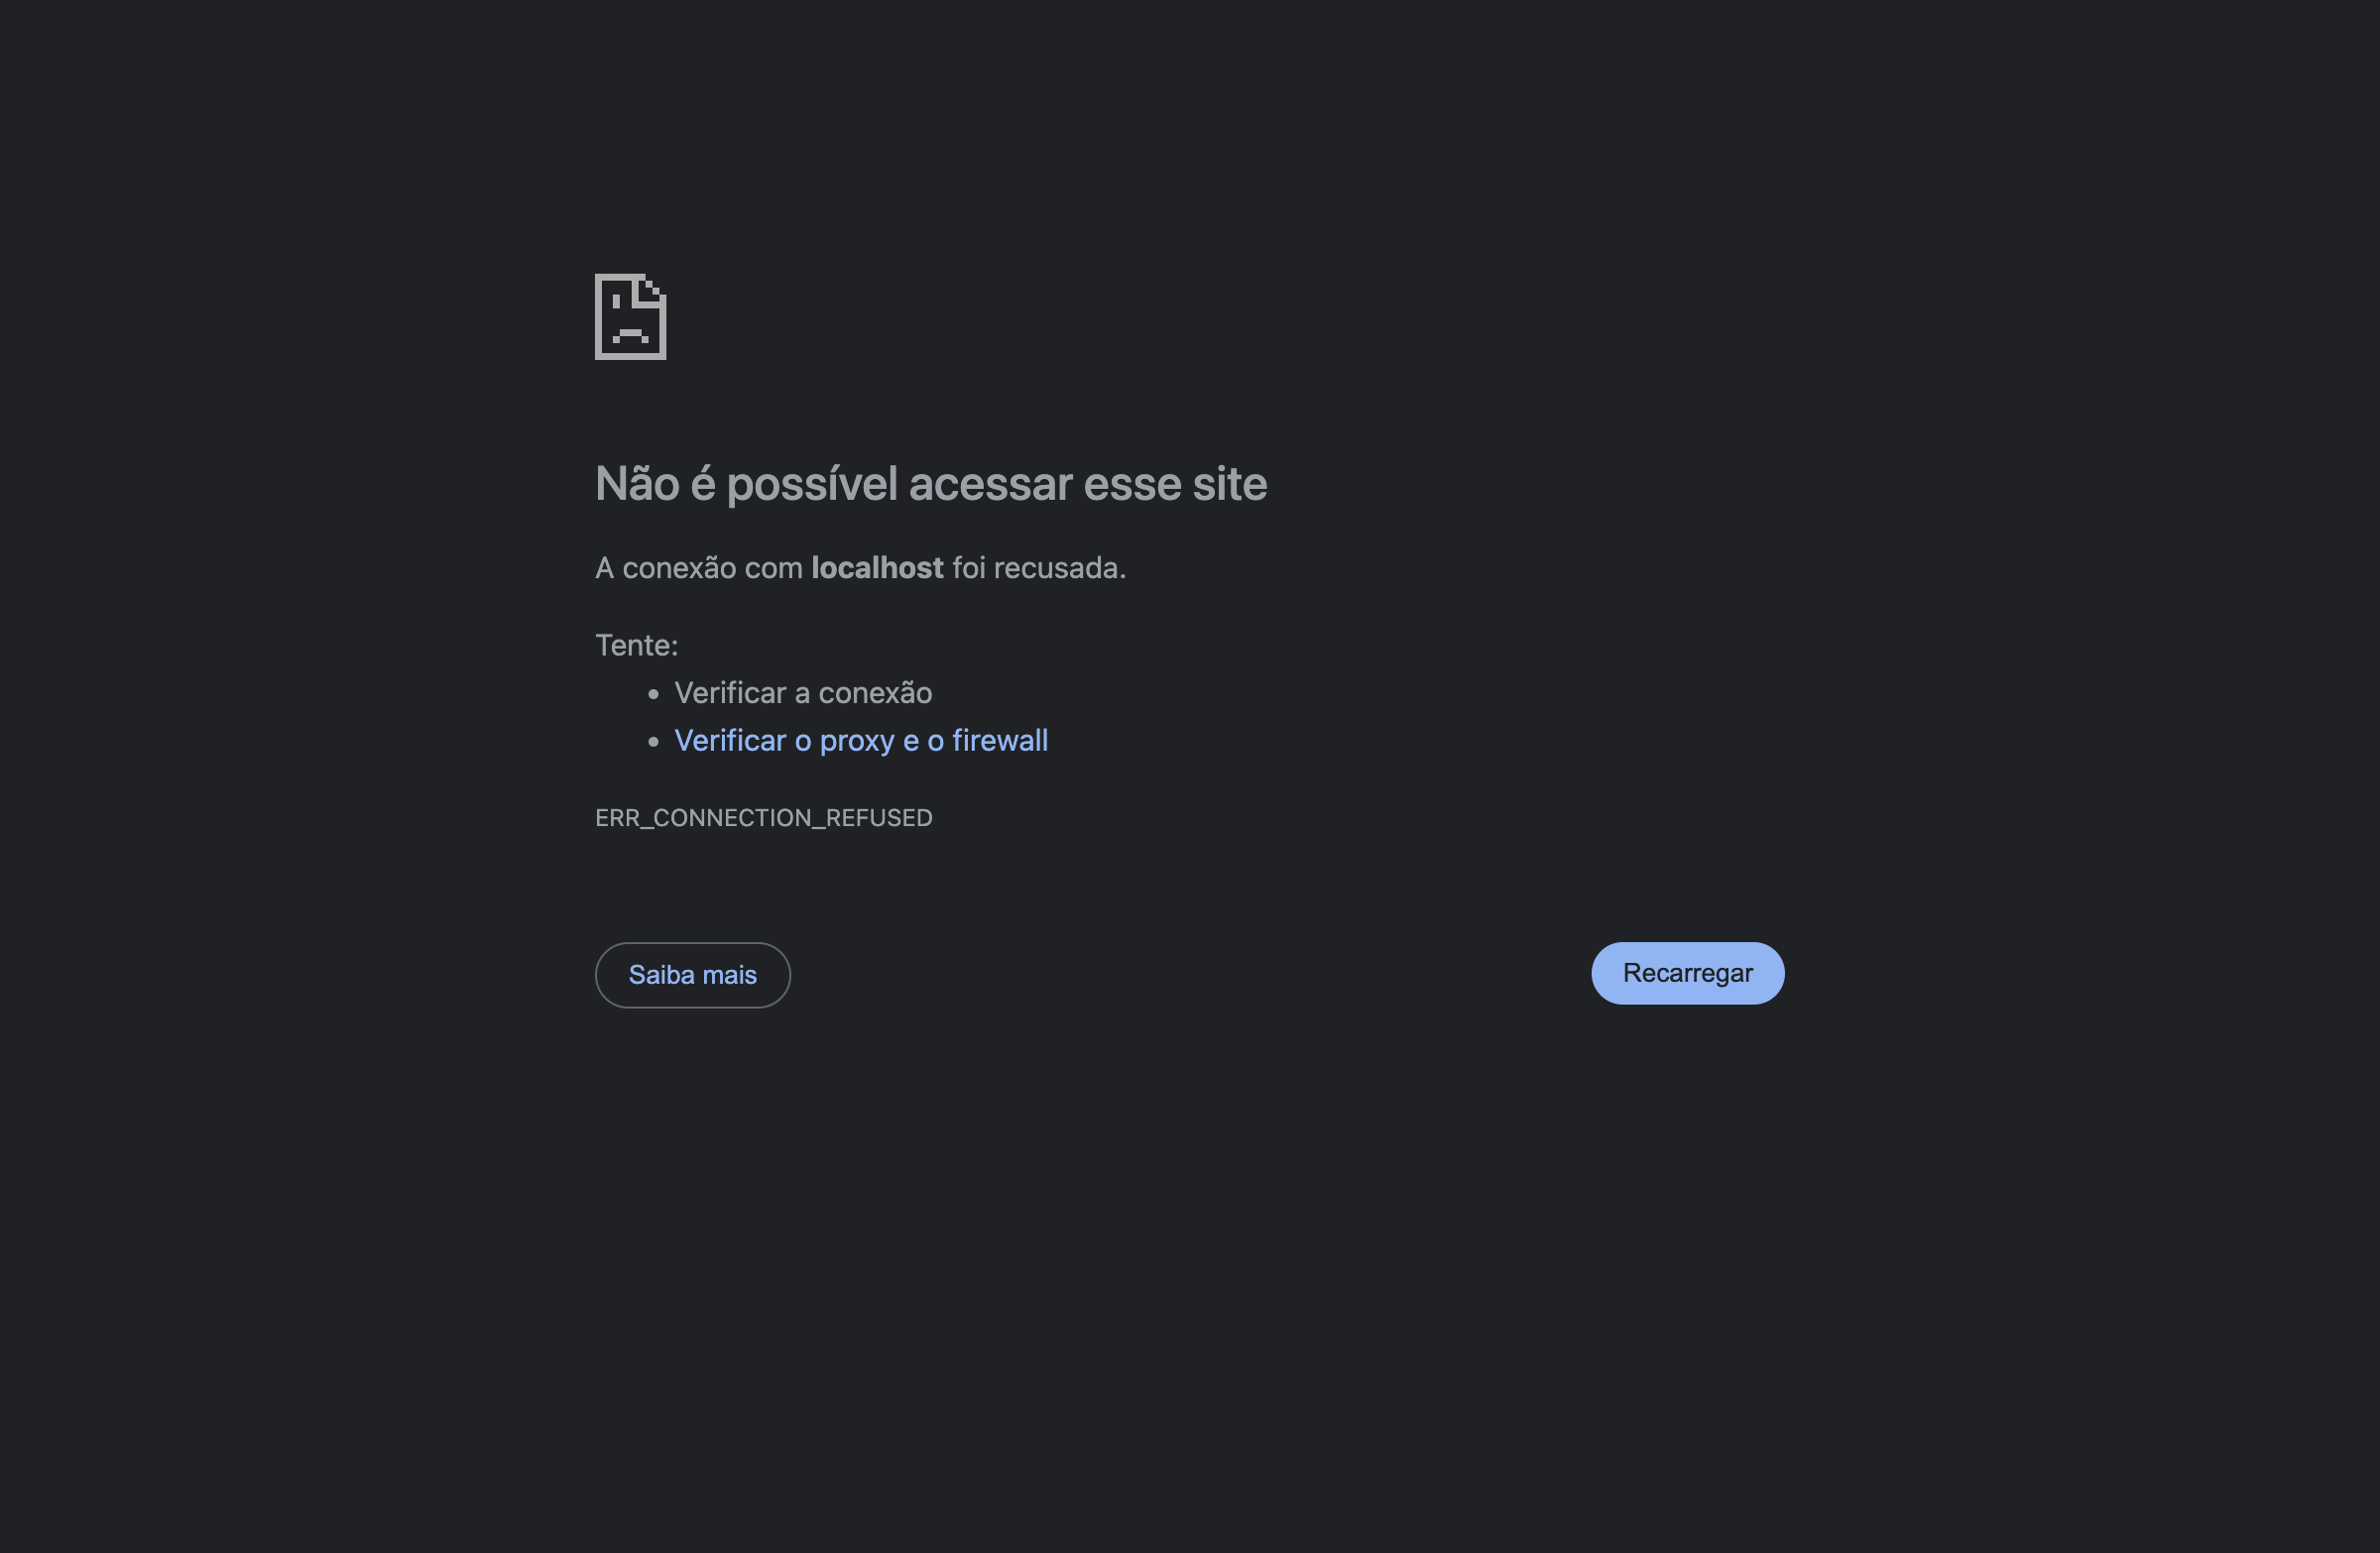 Não é possível acessar esse site
A conexão com localhost foi recusada.
Tente:
• Verificar a conexão
• Verificar o proxy e o firewall
ERR_CONNECTION_REFUSED
Saiba mais
Recarregar